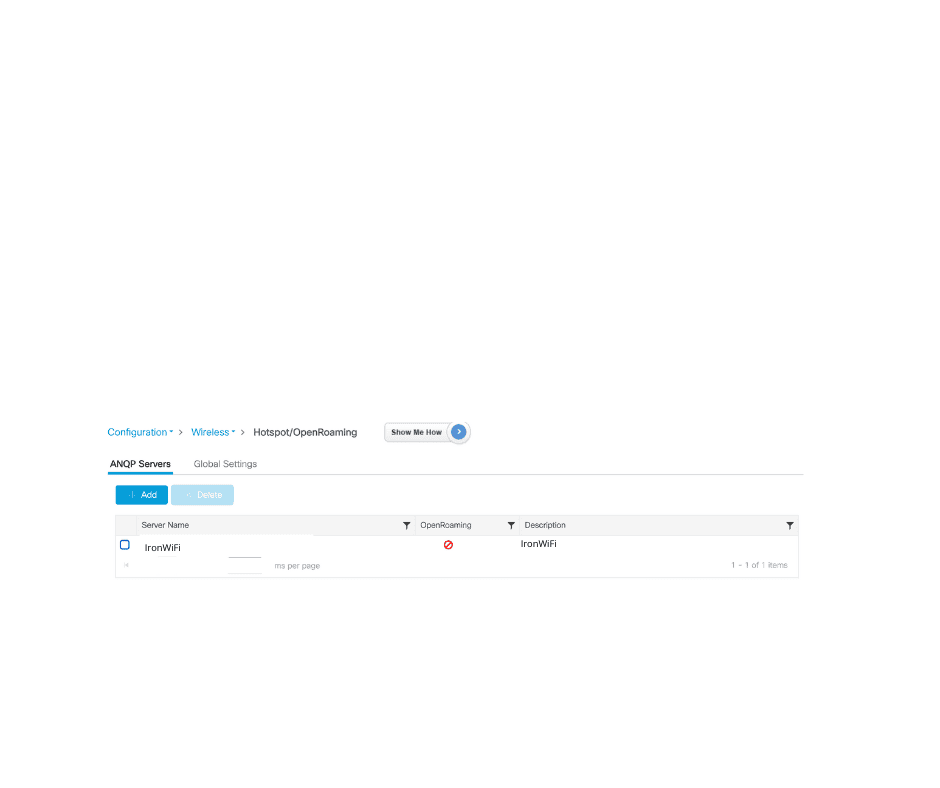 Configuration > Wireless > Hotspot/OpenRoaming Show Me How
ANQP Servers Global Settings
Add Delete
Server Name OpenRoaming Description
IronWiFi IronWiFi
ms per page 1 - 1 of 1 items